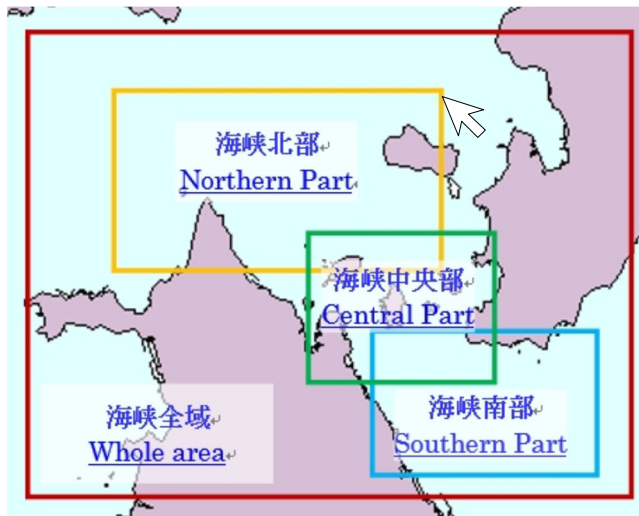 海峡北部
Northern Part
海峡中央部
Central Part
海峡全域
Whole area
海峡南部
Southern Part